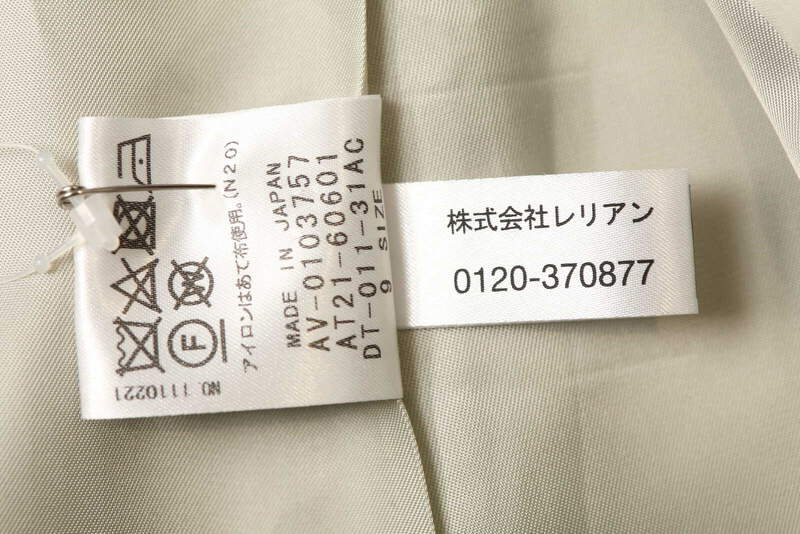 アイロンはあて布使用。(N20)
MADE IN JAPAN
AV-0103757
AT21-60601
DT-011-31AC
9 SIZE
NO. 1110221
F
W
株式会社レリアン
0120-370877